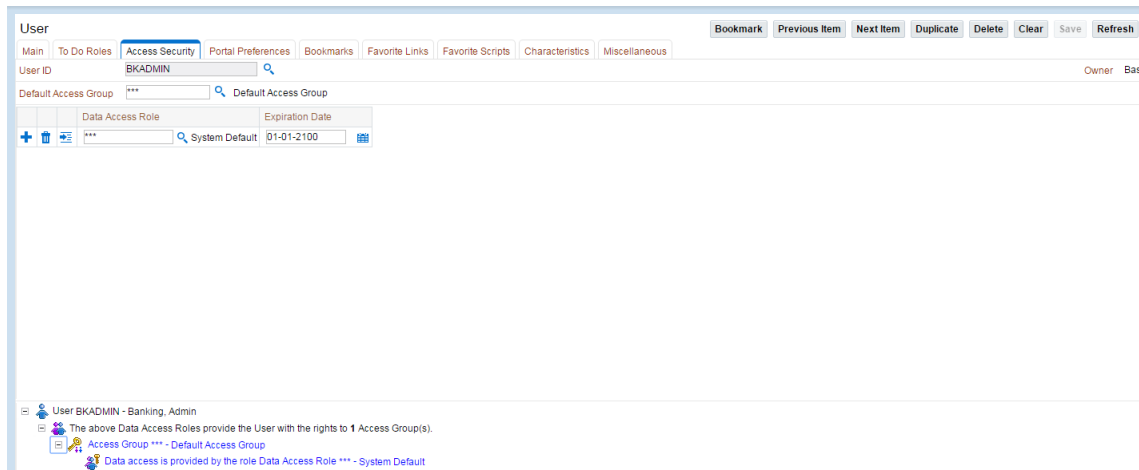 User
Bookmark Previous Item Next Item Duplicate Delete Clear Save Refresh
Main To Do Roles Access Security Portal Preferences Bookmarks Favorite Links Favorite Scripts Characteristics Miscellaneous
User ID BKADMIN Owner Bas
Default Access Group *** Default Access Group
Data Access Role Expiration Date
*** System Default 01-01-2100
User BKADMIN - Banking, Admin
The above Data Access Roles provide the User with the rights to 1 Access Group(s).
Access Group *** - Default Access Group
Data access is provided by the role Data Access Role *** - System Default